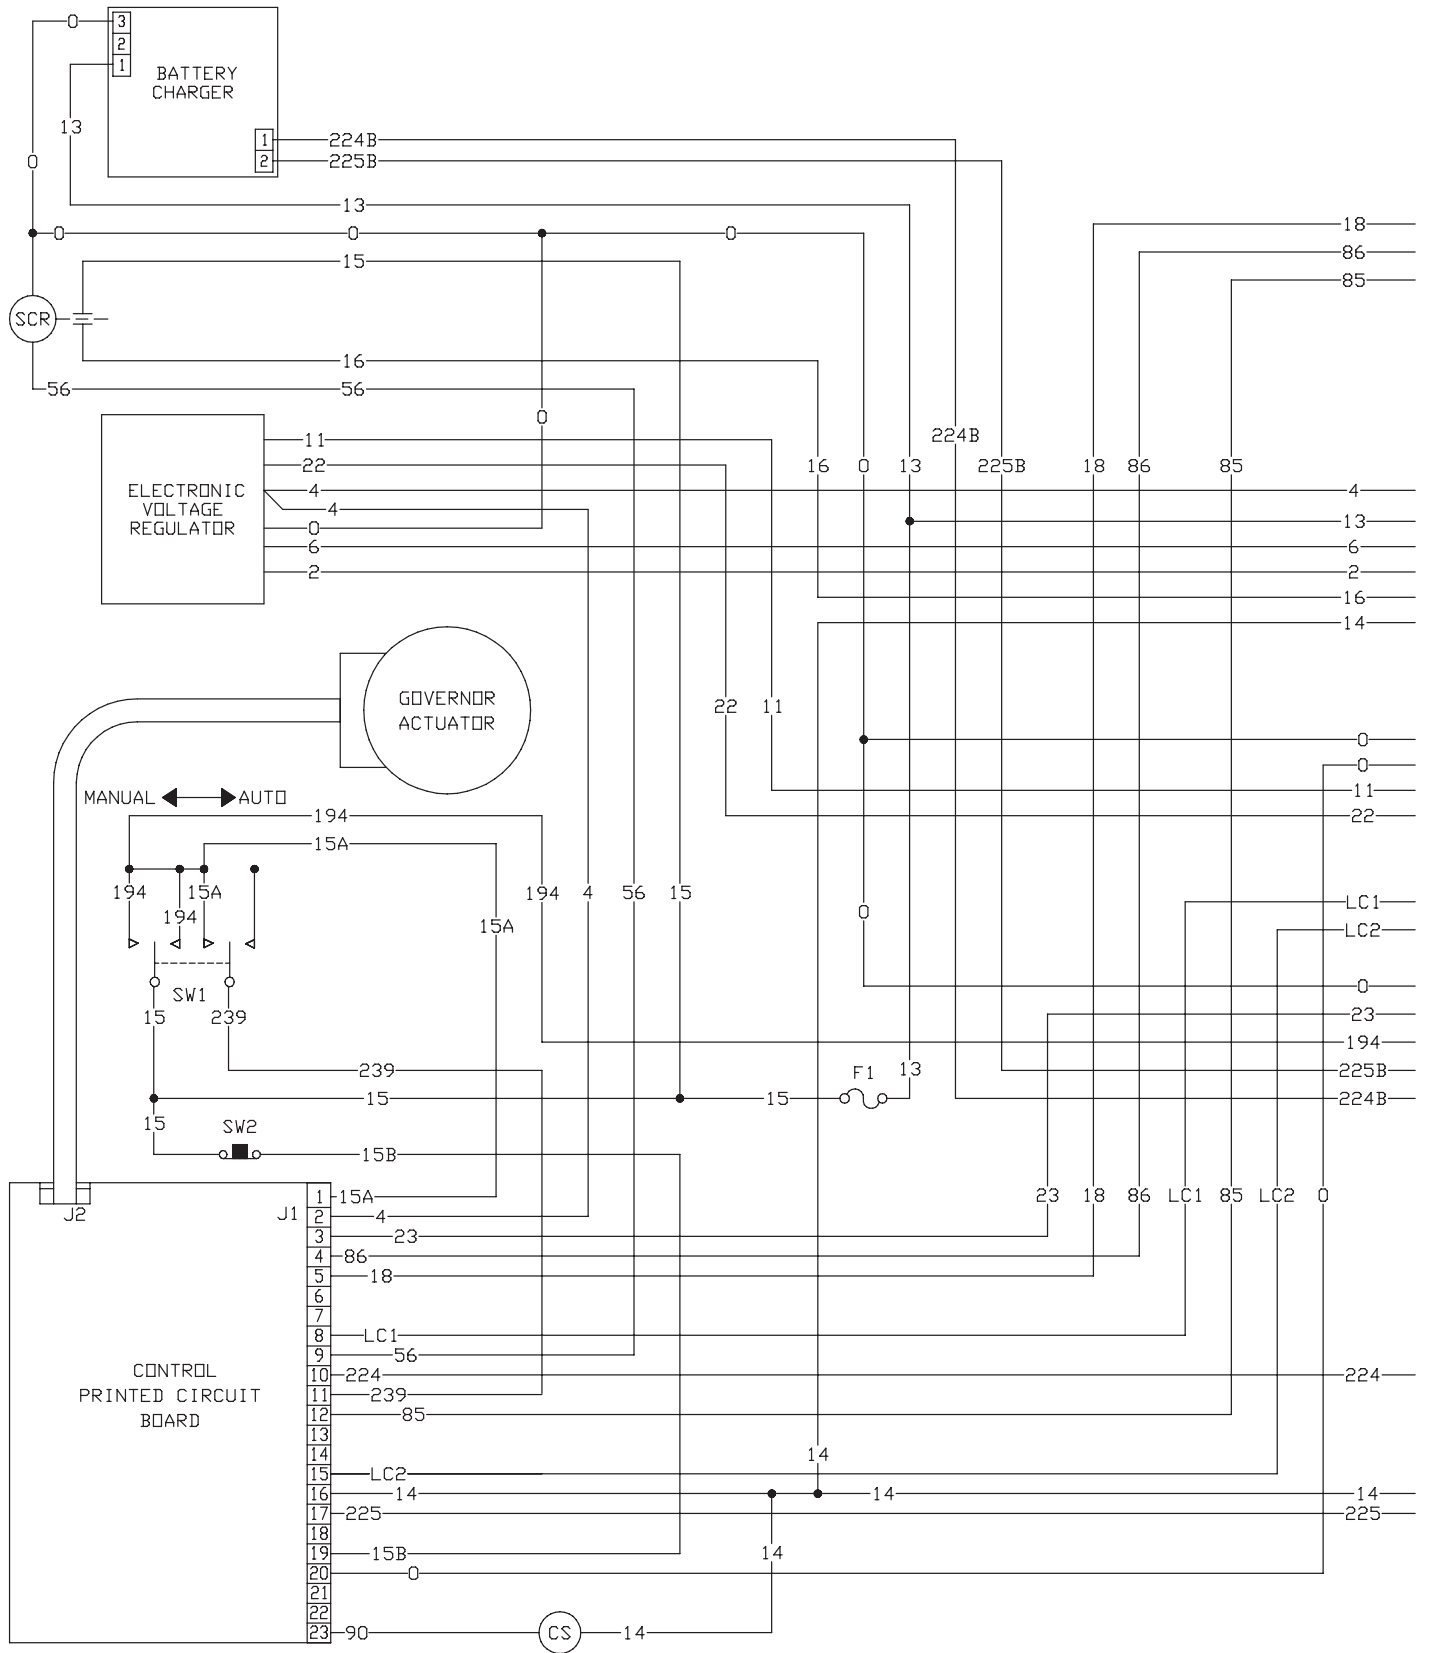 0
3
2
1
BATTERY
CHARGER
13
1
224B
2
225B
0
13
0
0
0
18
15
86
85
SCR
16
56
56
0
224B
11
22
16
0
13
225B
18
86
85
ELECTRONIC
VOLTAGE
REGULATOR
4
4
4
0
13
6
6
2
2
16
14
GOVERNOR
ACTUATOR
22
11
0
0
11
22
MANUAL
AUTO
194
15A
194
15A
194
194
4
56
15
15A
0
LC1
LC2
SW1
0
15
239
23
194
239
F1
13
225B
15
15
224B
15
SW2
15B
J2
J1
1
15A
23
18
86
LC1
85
LC2
0
2
4
3
23
4
86
5
18
6
7
8
LC1
9
56
CONTROL
PRINTED CIRCUIT
BOARD
10
224
224
11
239
12
85
13
14
14
15
LC2
16
14
14
14
17
225
225
18
19
15B
14
20
0
21
22
23
90
CS
14